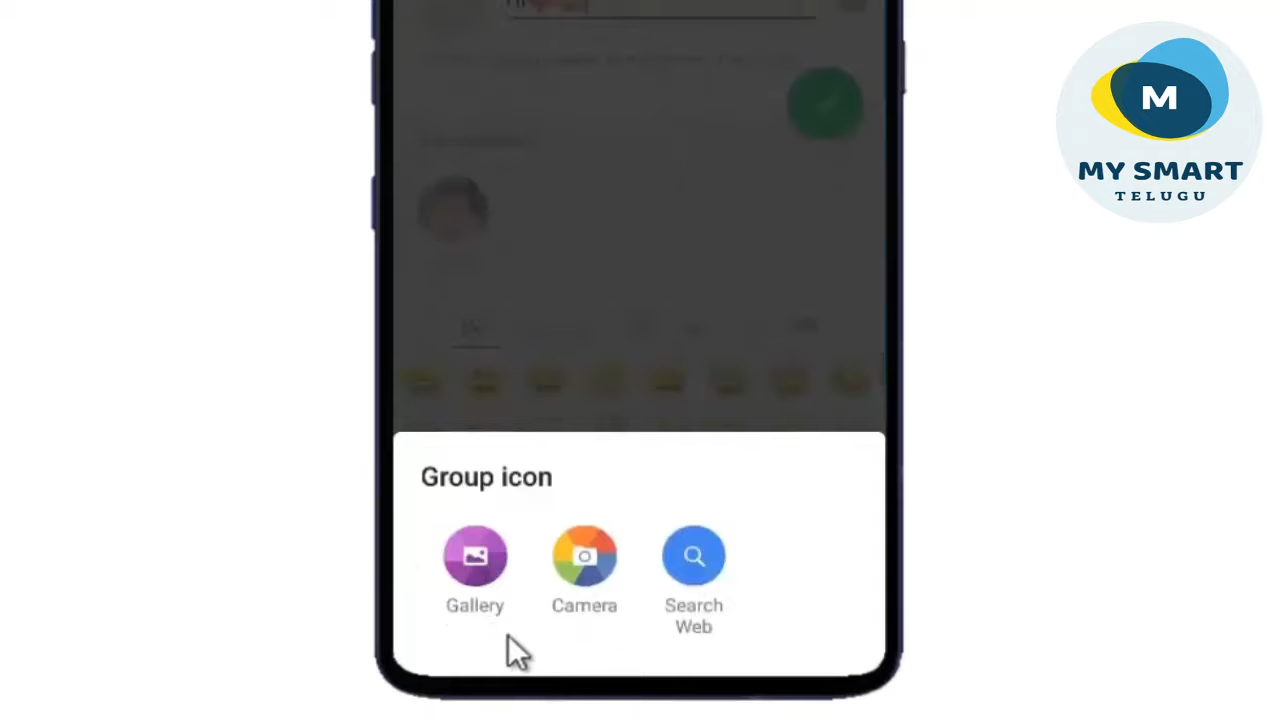 M
MY SMART
TELUGU
Group icon
Gallery
Camera
Search
Web